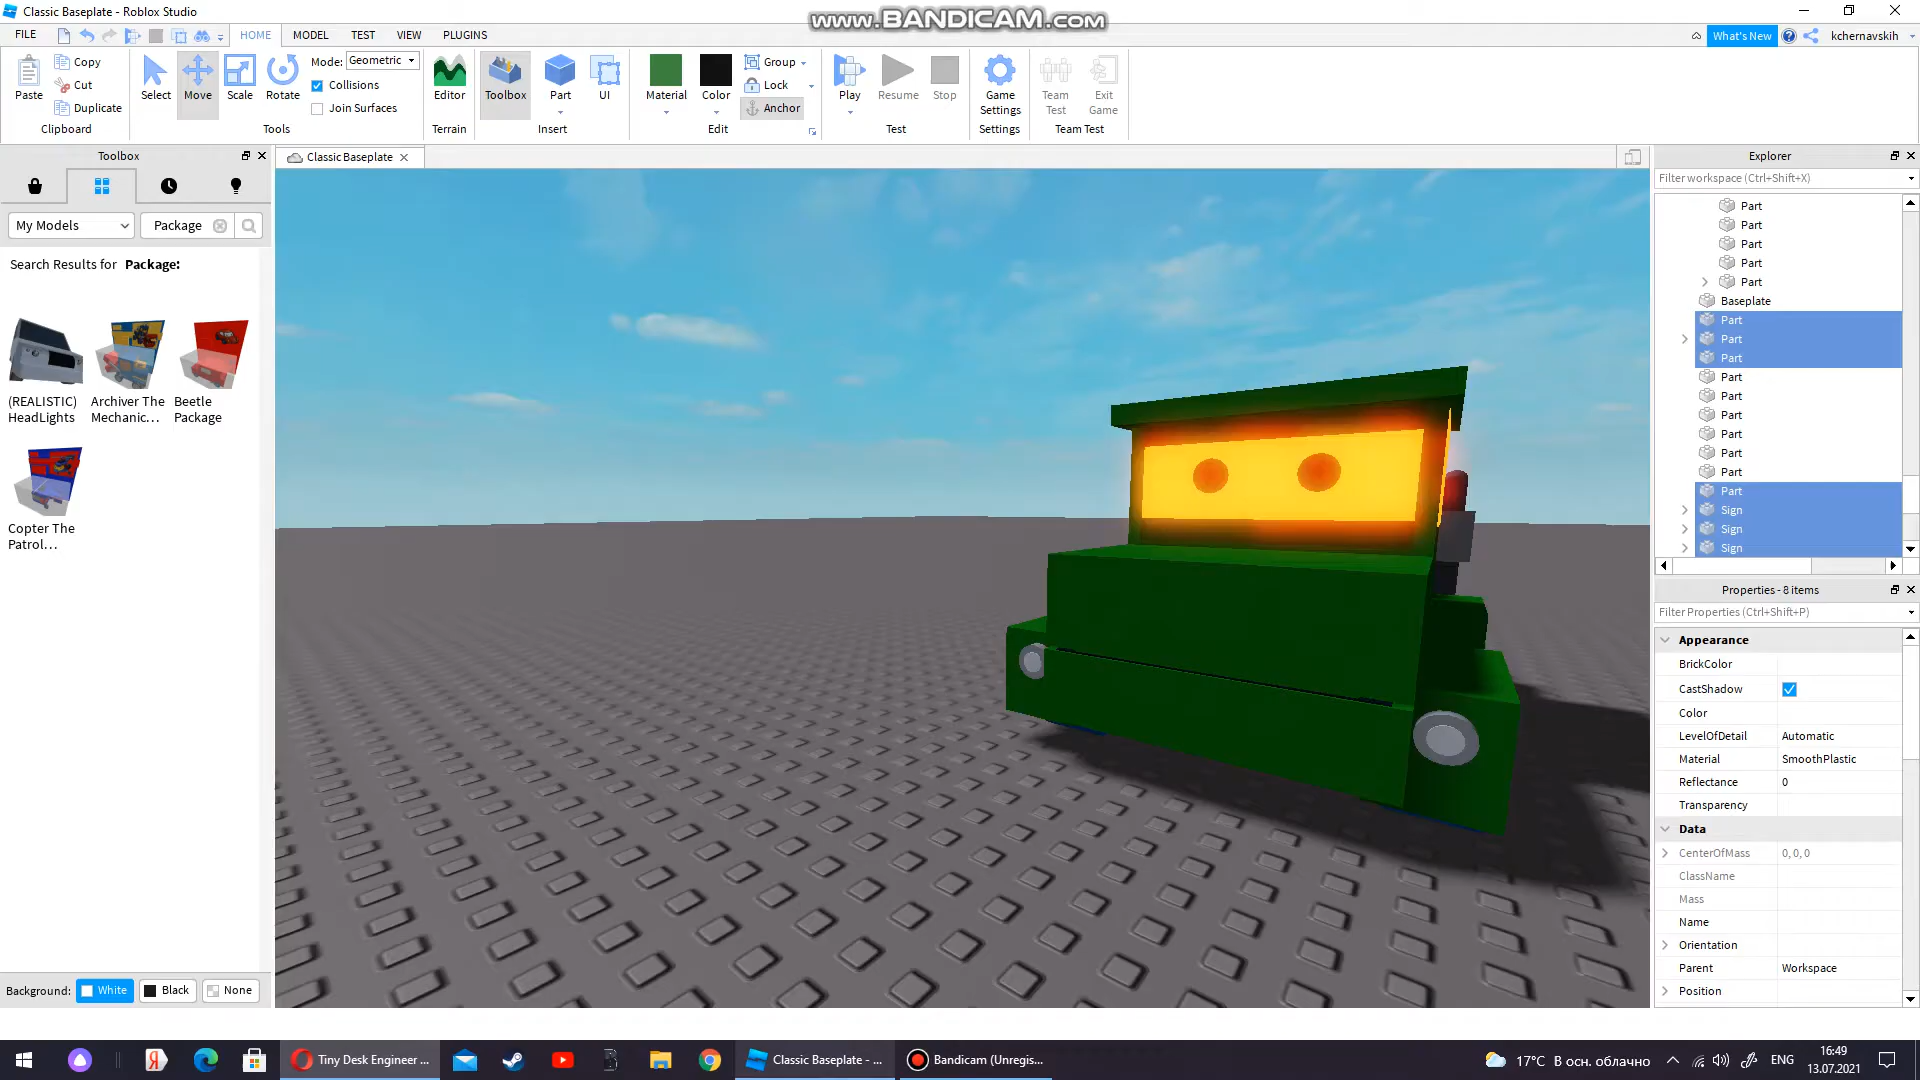 Classic Baseplate - Roblox Studio
www.BANDICAM.com
FILE
HOME
MODEL
TEST
VIEW
PLUGINS
What's New
kchernavskih
Paste
Copy
Cut
Duplicate
Clipboard
Select
Move
Scale
Rotate
Mode: Geometric
Collisions
Join Surfaces
Tools
Editor
Terrain
Toolbox
Part
UI
Insert
Material
Color
Group
Lock
Anchor
Edit
Play
Resume
Stop
Test
Game
Settings
Settings
Team
Test
Exit
Game
Team Test
Toolbox
My Models
Package
Search Results for Package:
(REALISTIC)
HeadLights
Archiver The
Mechanic...
Beetle
Package
Copter The
Patrol...
Background: White Black None
Classic Baseplate
Explorer
Filter workspace (Ctrl+Shift+X)
Part
Part
Part
Part
Part
Baseplate
Part
Part
Part
Part
Part
Part
Part
Part
Part
Part
Sign
Sign
Sign
Properties - 8 items
Filter Properties (Ctrl+Shift+P)
Appearance
BrickColor
CastShadow
Color
LevelOfDetail Automatic
Material SmoothPlastic
Reflectance 0
Transparency
Data
CenterOfMass 0, 0, 0
ClassName
Mass
Name
Orientation
Parent Workspace
Position
Я
Tiny Desk Engineer ...
Classic Baseplate - ...
Bandicam (Unregis...
17°C В осн. облачно
ENG
16:49
13.07.2021